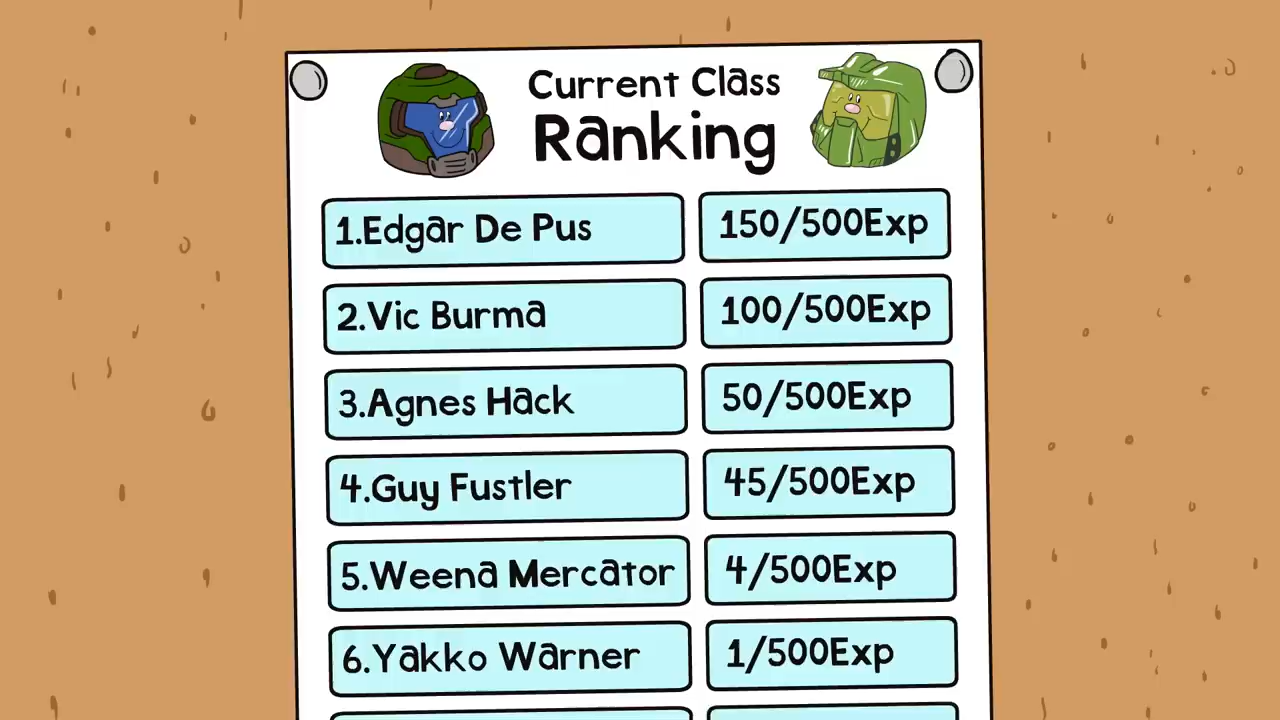 Current Class
Ranking
1.Edgar De Pus 150/500Exp
2.Vic Burma 100/500Exp
3.Agnes Hack 50/500Exp
4.Guy Fustler 45/500Exp
5.Weena Mercator 4/500Exp
6.Yakko Warner 1/500Exp